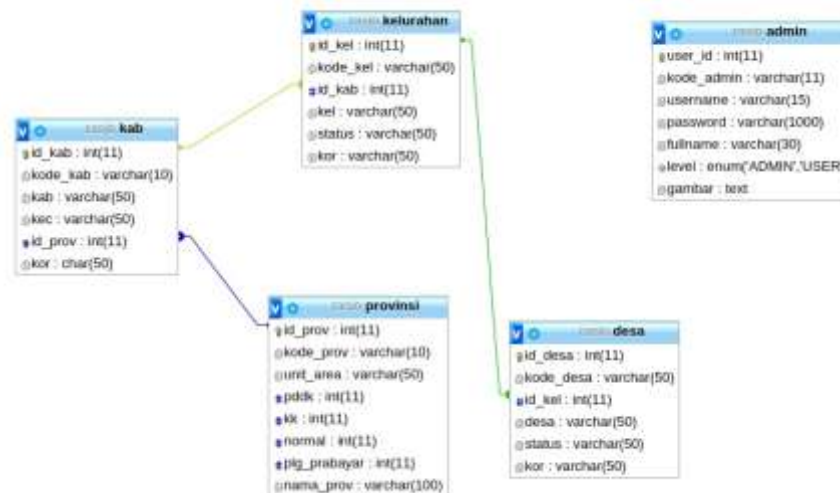 kelurahan
id_kel : int(11)
kode_kel : varchar(50)
id_kab : int(11)
kel : varchar(50)
status : varchar(50)
kor : varchar(50)
admin
user_id : int(11)
kode_admin : varchar(11)
username : varchar(15)
password : varchar(1000)
fullname : varchar(30)
level : enum('ADMIN','USER
gambar : text
kab
id_kab : int(11)
kode_kab : varchar(10)
kab : varchar(50)
kec : varchar(50)
id_prov : int(11)
kor : char(50)
provinsi
id_prov : int(11)
kode_prov : varchar(10)
unit_area : varchar(50)
pddk : int(11)
kk : int(11)
normal : int(11)
plg_prabayar : int(11)
nama_prov : varchar(100)
desa
id_desa : int(11)
kode_desa : varchar(50)
id_kel : int(11)
desa : varchar(50)
status : varchar(50)
kor : varchar(50)